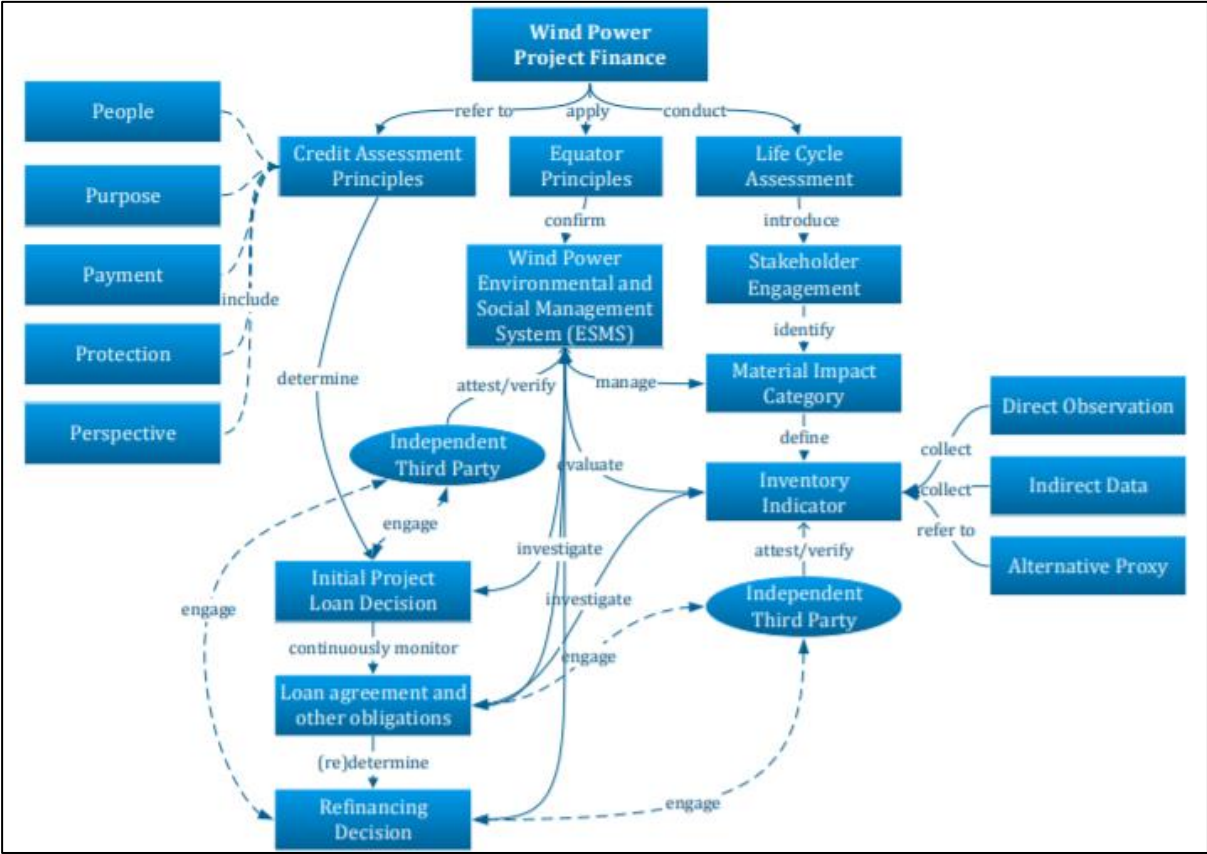 Wind Power
Project Finance
refer to
apply
conduct
People
Purpose
Payment
include
Protection
Perspective
Credit Assessment
Principles
Equator
Principles
Life Cycle
Assessment
confirm
introduce
Wind Power
Environmental and
Social Management
System (ESMS)
Stakeholder
Engagement
identify
determine
attest/verify
manage
Material Impact
Category
define
Independent
Third Party
evaluate
Inventory
Indicator
Direct Observation
collect
collect
Indirect Data
refer to
Alternative Proxy
engage
investigate
attest/verify
Initial Project
Loan Decision
investigate
Independent
Third Party
engage
continuously monitor
engage
Loan agreement and
other obligations
(re)determine
Refinancing
Decision
engage